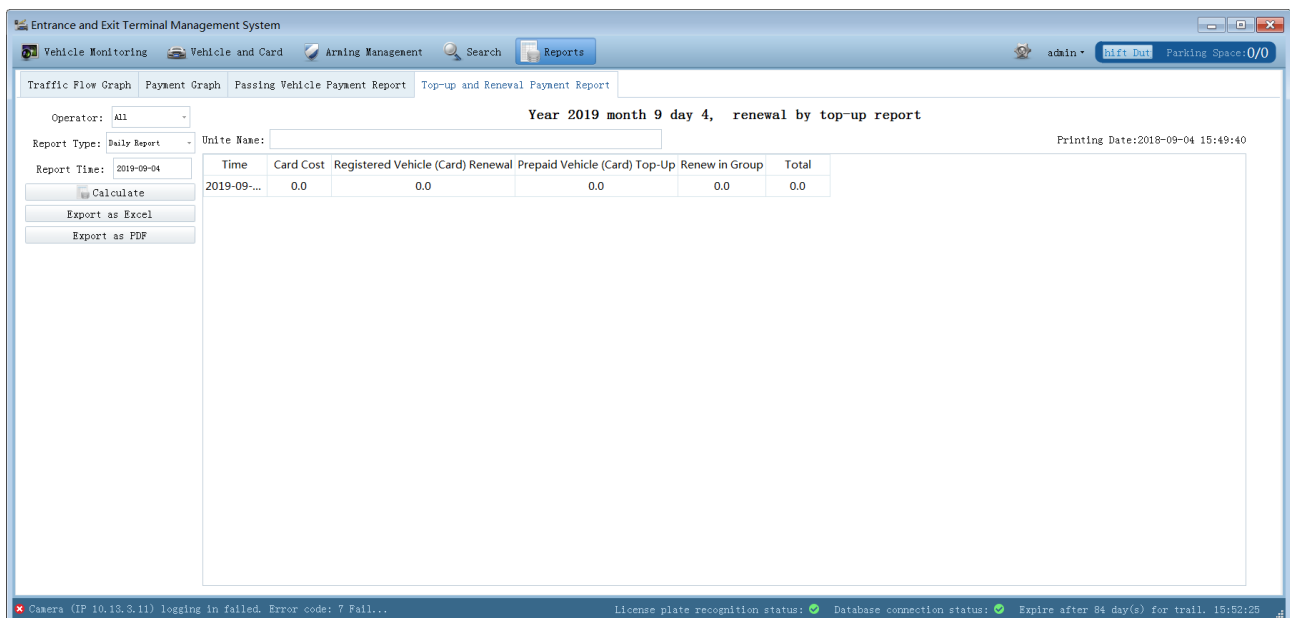 Entrance and Exit Terminal Management System
Vehicle Monitoring Vehicle and Card Arming Management Search Reports admin hift Dut Parking Space:0/0
Traffic Flow Graph Payment Graph Passing Vehicle Payment Report Top-up and Renewal Payment Report
Operator: All
Year 2019 month 9 day 4, renewal by top-up report
Report Type: Daily Report
Unite Name:
Printing Date:2018-09-04 15:49:40
Report Time: 2019-09-04
Time Card Cost Registered Vehicle (Card) Renewal Prepaid Vehicle (Card) Top-Up Renew in Group Total
Calculate
2019-09-... 0.0 0.0 0.0 0.0 0.0
Export as Excel
Export as PDF
Camera (IP 10.13.3.11) logging in failed. Error code: 7 Fail... License plate recognition status: Database connection status: Expire after 84 day(s) for trail. 15:52:25